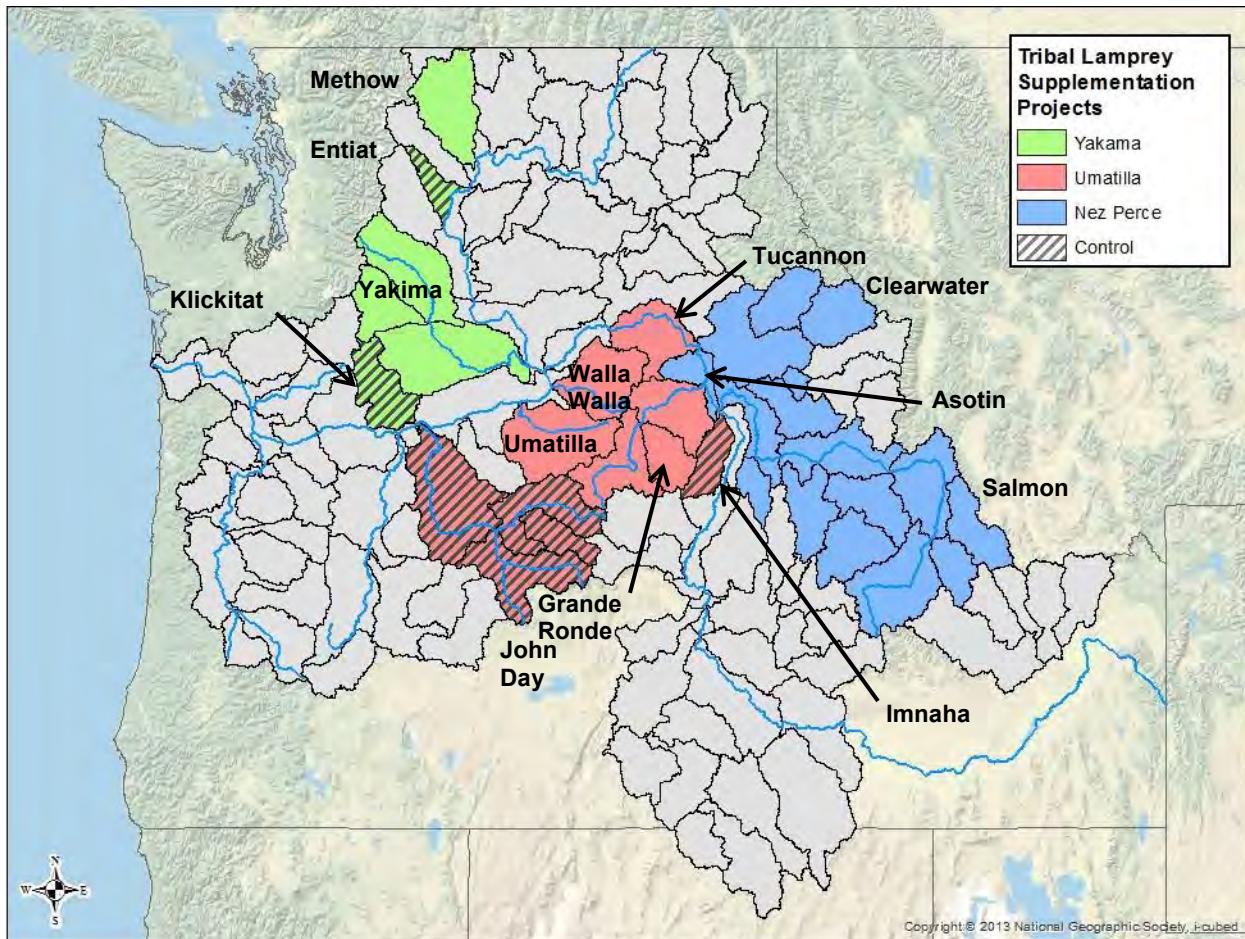 Tribal Lamprey
Supplementation
Projects
Yakama
Umatilla
Nez Perce
Control
Methow
Entiat
Tucannon
Clearwater
Klickitat
Yakima
Walla
Walla
Asotin
Umatilla
Salmon
Grande
Ronde
John
Day
Imnaha
N
W
E
S
Copyright:© 2013 National Geographic Society, i-cubed